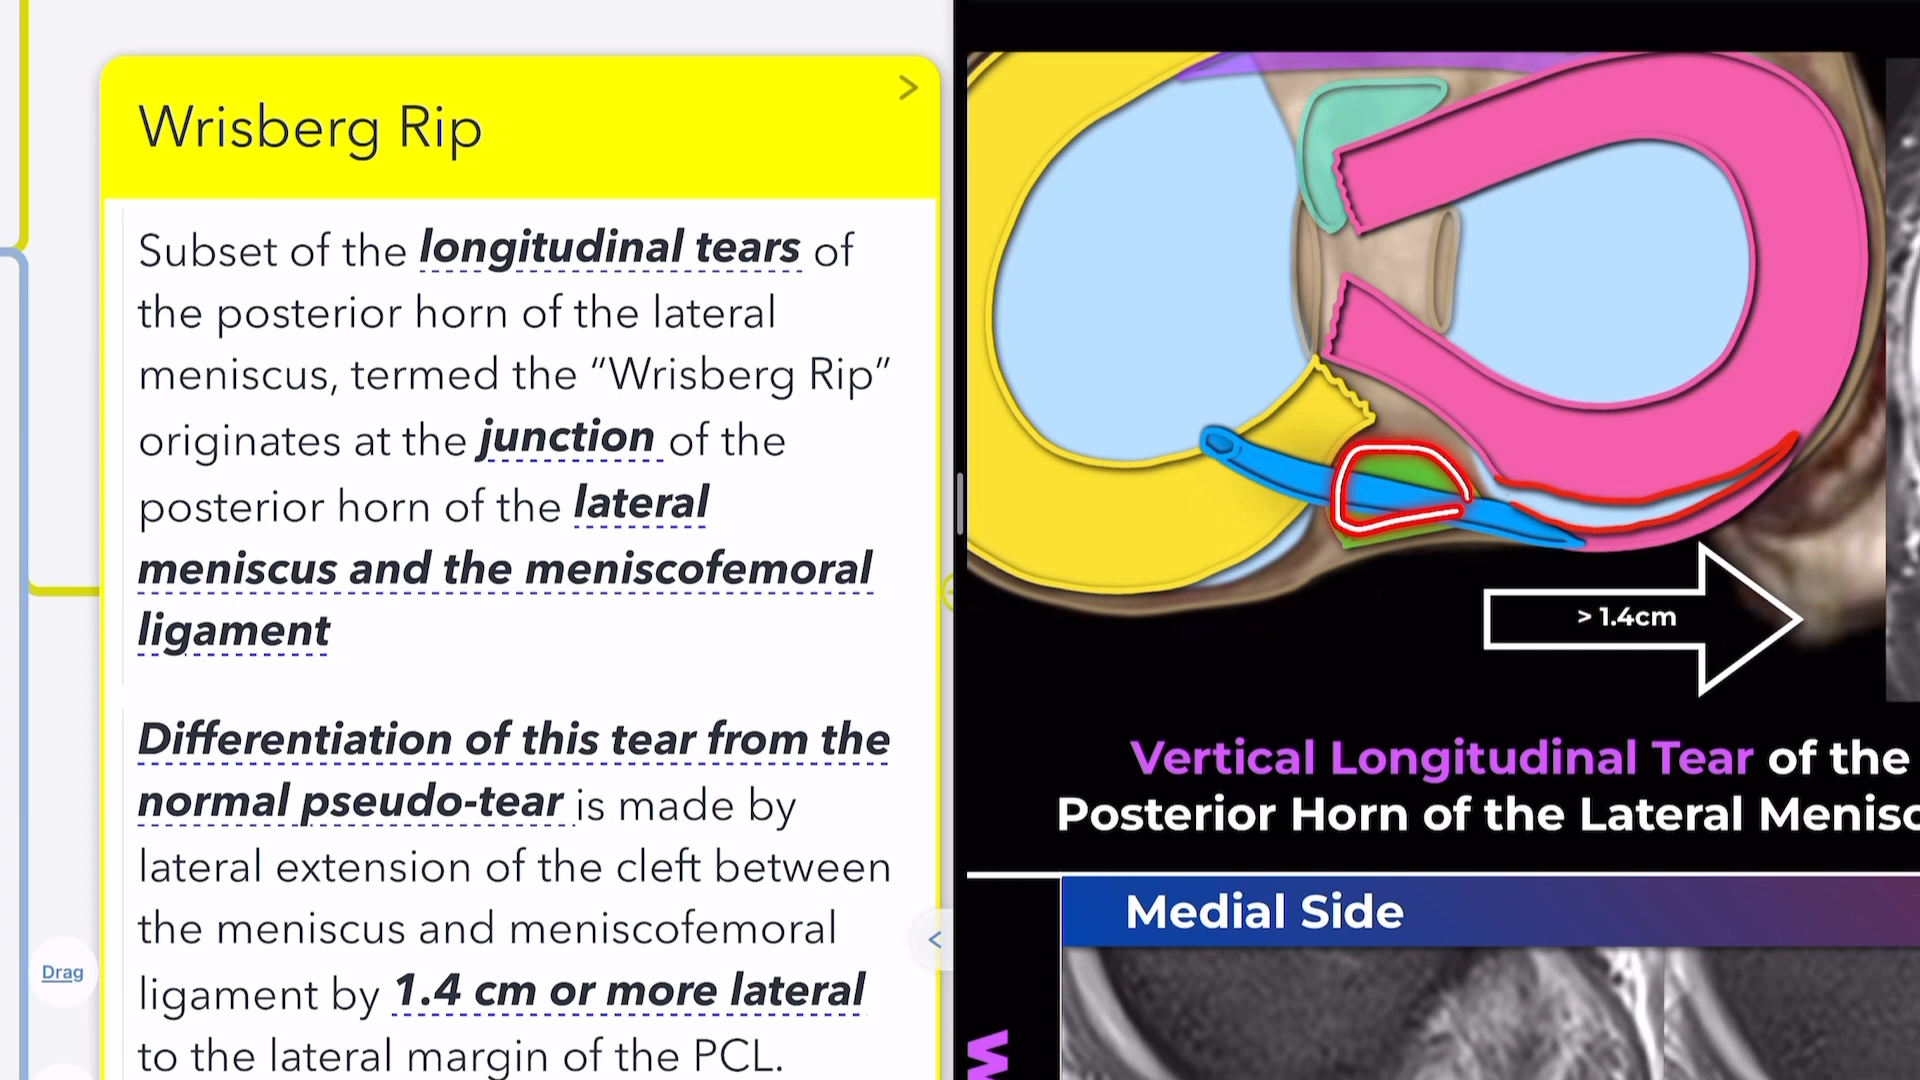 Wrisberg Rip
Subset of the longitudinal tears of
the posterior horn of the lateral
meniscus, termed the “Wrisberg Rip”
originates at the junction of the
posterior horn of the lateral
meniscus and the meniscofemoral
ligament
Differentiation of this tear from the
normal pseudo-tear is made by
lateral extension of the cleft between
the meniscus and meniscofemoral
ligament by 1.4 cm or more lateral
to the lateral margin of the PCL.
Drag
> 1.4cm
Vertical Longitudinal Tear of the
Posterior Horn of the Lateral Menisc
Medial Side
W